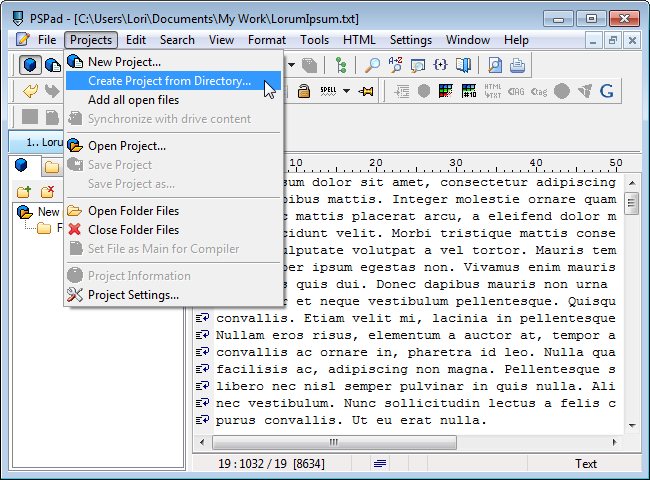 PSPad - [C:\Users\Lori\Documents\My Work\LorumIpsum.txt]
File Projects Edit Search View Format Tools HTML Settings Window Help
New Project...
Create Project from Directory...
Add all open files
Synchronize with drive content
Open Project...
Save Project
Save Project as...
Open Folder Files
Close Folder Files
Set File as Main for Compiler
Project Information
Project Settings...
1.. Loru
New
F
10 20 30 40 50
sum dolor sit amet, consectetur adipiscing
ibus mattis. Integer molestie ornare quam
c mattis placerat arcu, a eleifend dolor m
cidunt velit. Morbi tristique mattis conse
ulputate volutpat a vel tortor. Mauris tem
per ipsum egestas non. Vivamus enim mauris
s quis dui. Donec dapibus mauris non urna
r et neque vestibulum pellentesque. Quisqu
convallis. Etiam velit mi, lacinia in pellentesque
Nullam eros risus, elementum a auctor at, tempor a
convallis ac ornare in, pharetra id leo. Nulla qua
facilisis ac, adipiscing non magna. Pellentesque s
libero nec nisl semper pulvinar in quis nulla. Ali
nec vestibulum. Nunc sollicitudin lectus a felis c
purus convallis. Ut eu erat nulla.
19 : 1032 / 19 [8634] Text